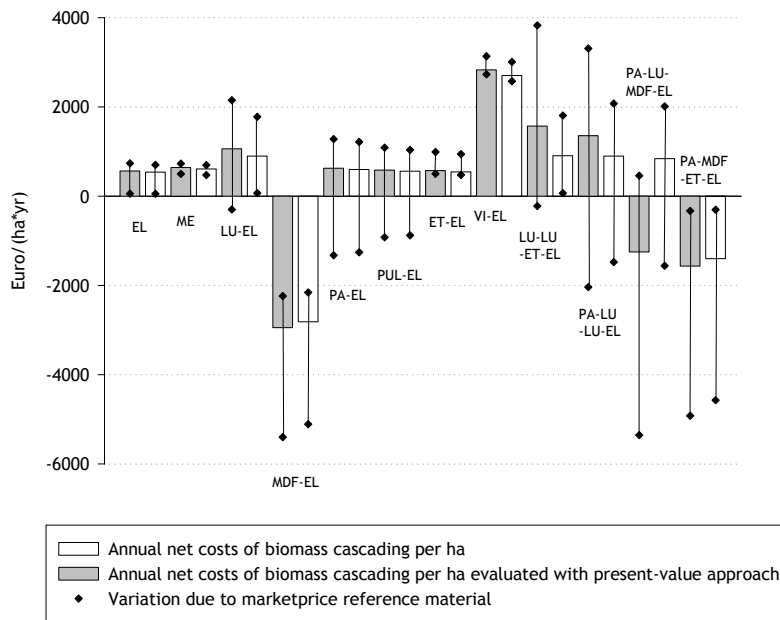 4000
2000
0
-2000
-4000
-6000
Euro/(ha*yr)
EL
ME
LU-EL
MDF-EL
PA-EL
PUL-EL
ET-EL
VI-EL
LU-LU
-ET-EL
PA-LU
-LU-EL
PA-LU-
MDF-EL
PA-MDF
-ET-EL
Annual net costs of biomass cascading per ha
Annual net costs of biomass cascading per ha evaluated with present-value approach
Variation due to marketprice reference material